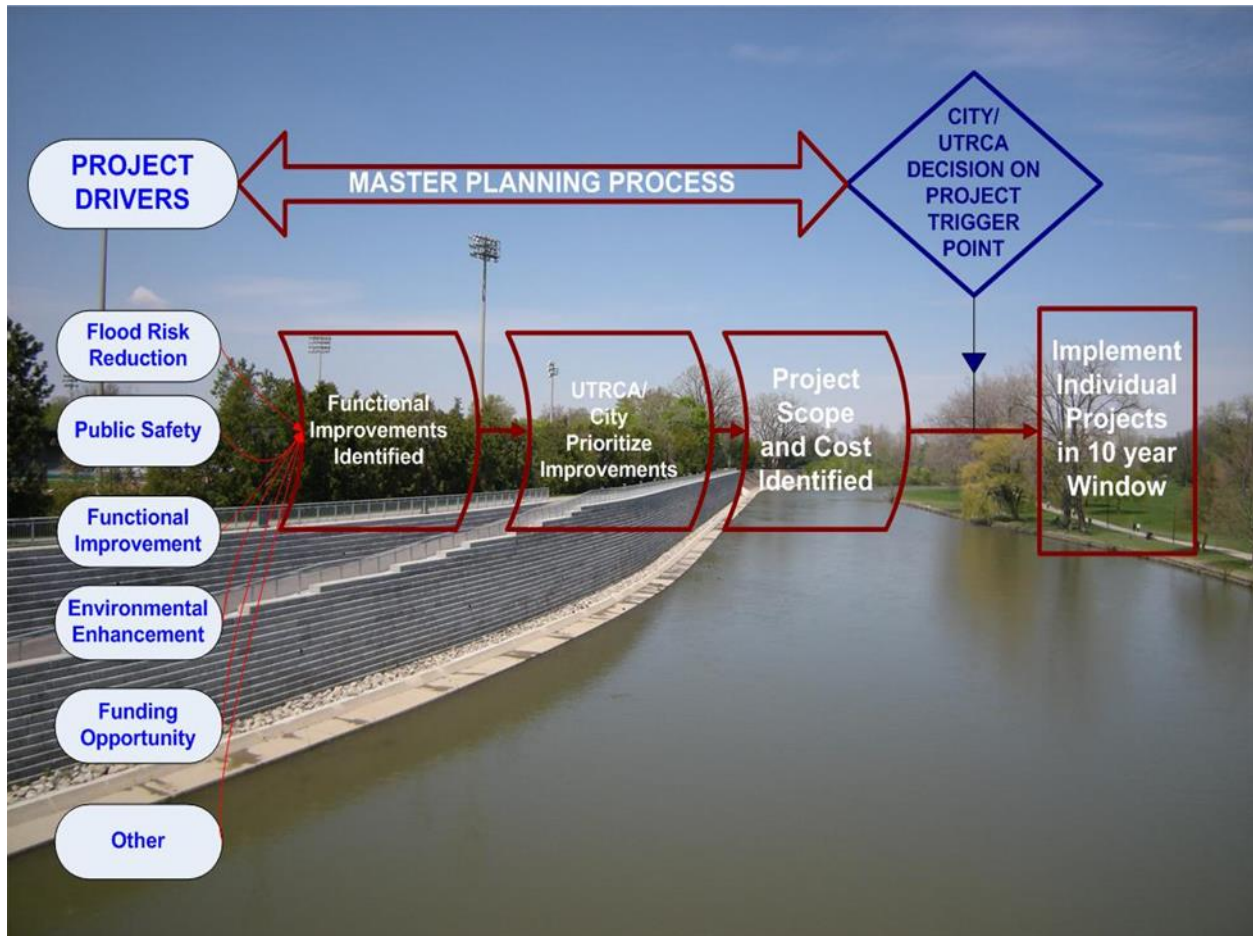 PROJECT
DRIVERS
MASTER PLANNING PROCESS
CITY/
UTRCA
DECISION ON
PROJECT
TRIGGER
POINT
Flood Risk
Reduction
Public Safety
Functional
Improvement
Environmental
Enhancement
Funding
Opportunity
Other
Functional
Improvements
Identified
UTRCA/
City
Prioritize
Improvements
Project
Scope
and Cost
Identified
Implement
Individual
Projects
in 10 year
Window